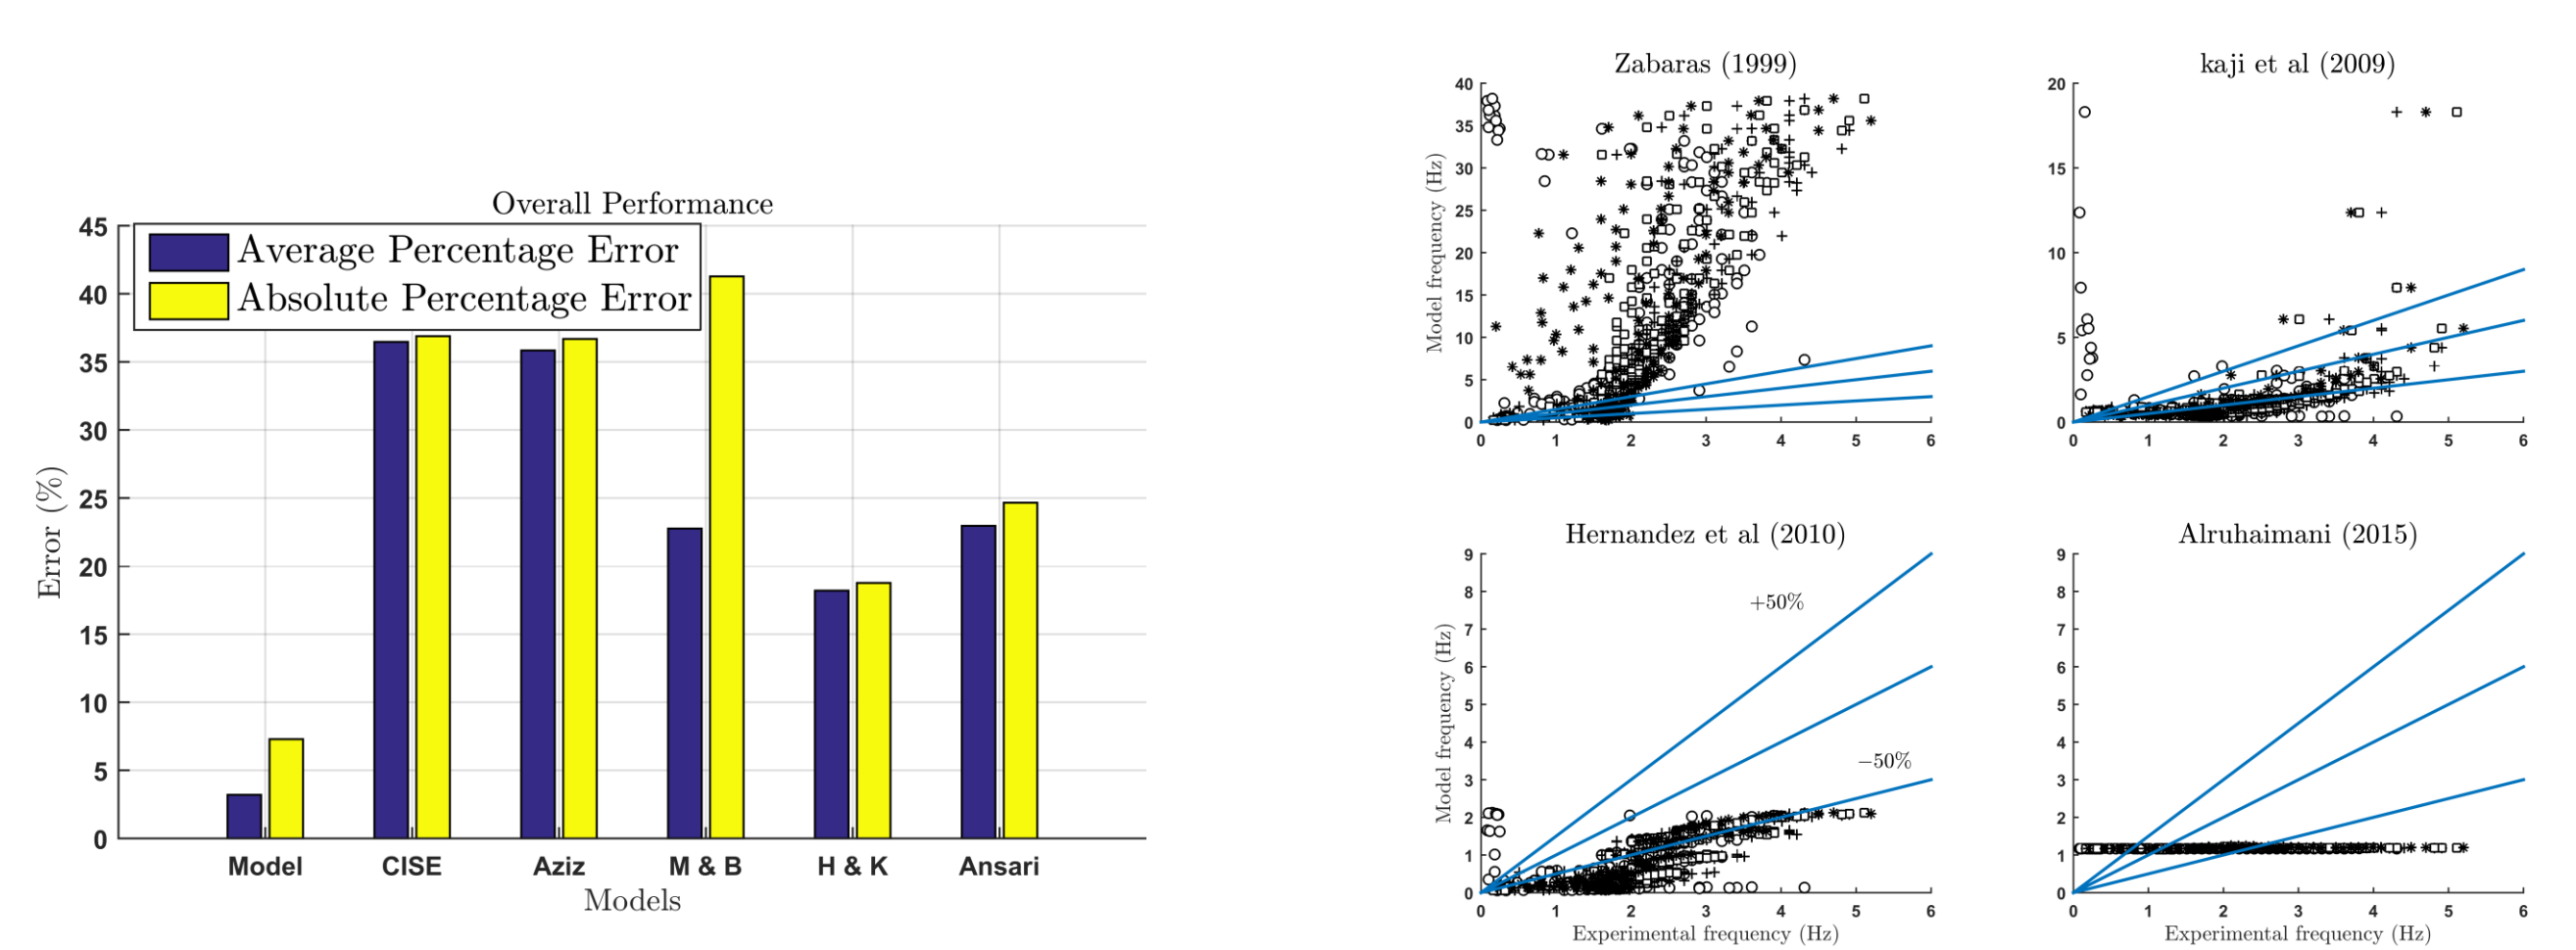 Overall Performance
45
40
35
30
25
20
15
10
5
0
Error (%)
Average Percentage Error
Absolute Percentage Error
Model CISE Aziz M & B H & K Ansari
Models
Zabaras (1999)
40
35
30
25
20
15
10
5
0
Model frequency (Hz)
0 1 2 3 4 5 6
kaji et al (2009)
20
15
10
5
0
0 1 2 3 4 5 6
Hernandez et al (2010)
9
8
7
6
5
4
3
2
1
0
Model frequency (Hz)
+50%
−50%
0 1 2 3 4 5 6
Experimental frequency (Hz)
Alruhaimani (2015)
9
8
7
6
5
4
3
2
1
0
0 1 2 3 4 5 6
Experimental frequency (Hz)